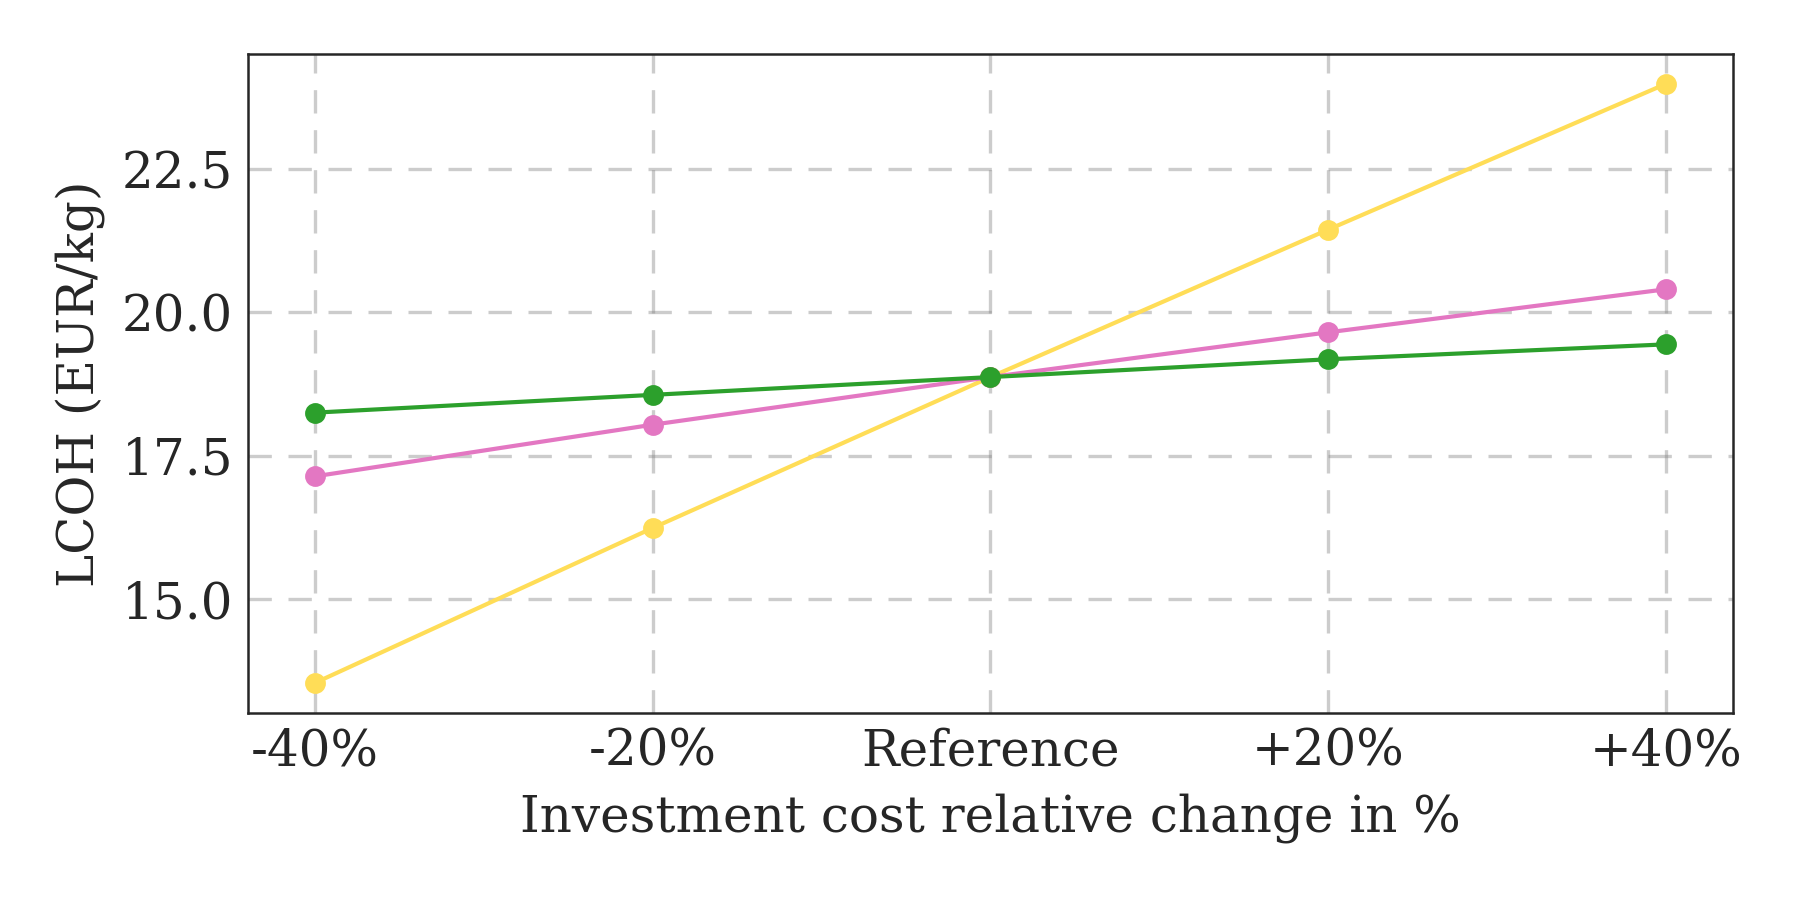 LCOH (EUR/kg)
22.5
20.0
17.5
15.0
-40%
-20%
Reference
+20%
+40%
Investment cost relative change in %